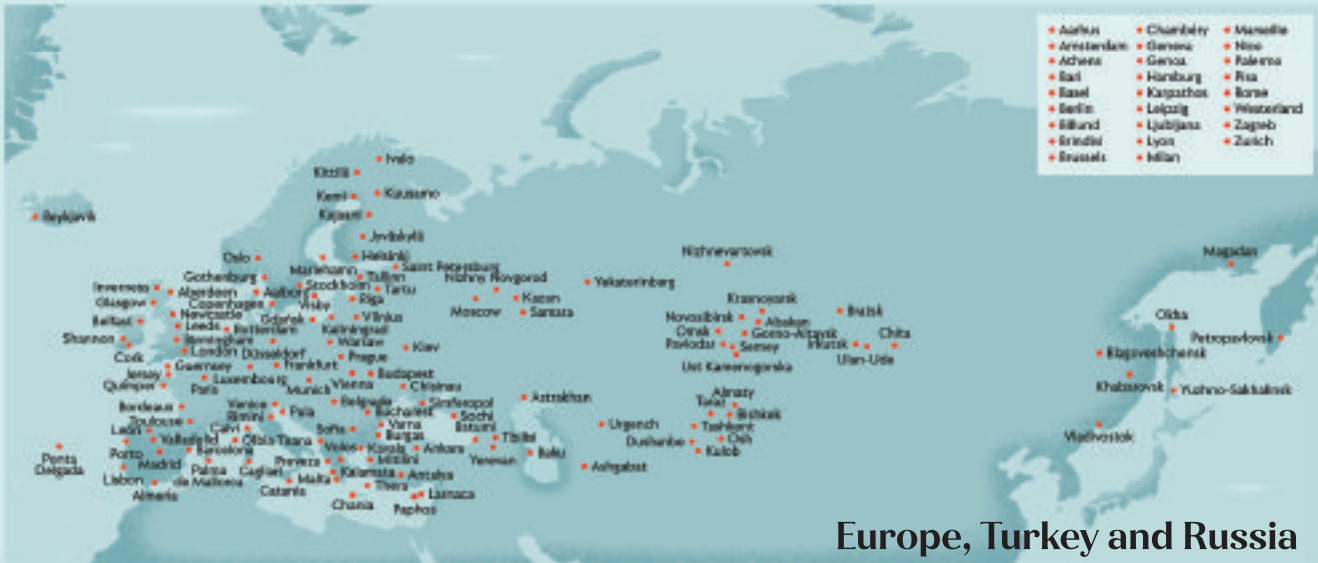 Aarhus
Amsterdam
Athens
Bari
Basel
Berlin
Billund
Brindisi
Brussels
Chambéry
Geneva
Genoa
Hamburg
Karpathos
Leipzig
Ljubljana
Lyon
Milan
Marseille
Nice
Palermo
Pisa
Rome
Westerland
Zagreb
Zurich
Ivalo
Kittilä
Kemi
Kuusamo
Kajaani
Reykjavik
Jyväskylä
Oslo
Helsinki
Mariehamn
Saint Petersburg
Nizhnevartovsk
Magadan
Gothenburg
Tallinn
Nizhny Novgorod
Yekaterinberg
Inverness
Aberdeen
Aalborg
Stockholm
Tartu
Glasgow
Copenhagen
Visby
Riga
Kazan
Krasnoyarsk
Belfast
Newcastle
Gdańsk
Vilnius
Moscow
Samara
Novosibirsk
Abakan
Bratsk
Okha
Leeds
Rotterdam
Kaliningrad
Omsk
Gorno-Altaysk
Chita
Shannon
Birmingham
Warsaw
Pavlodar
Semey
Irkutsk
Petropavlovsk
Cork
London
Düsseldorf
Prague
Kiev
Ulan-Ude
Blagoveshchensk
Jersey
Guernsey
Frankfurt
Ust Kamenogorsk
Quimper
Luxembourg
Budapest
Paris
Munich
Vienna
Chisinau
Khabarovsk
Yuzhno-Sakhalinsk
Bordeaux
Venice
Belgrade
Simferopol
Astrakhan
Almaty
Toulouse
Rimini
Pula
Bucharest
Sochi
Taraz
Bishkek
León
Calvi
Sofia
Varna
Batumi
Urgench
Tashkent
Valladolid
Olbia
Tirana
Burgas
Tbilisi
Dushanbe
Osh
Vladivostok
Porto
Barcelona
Volos
Kavala
Ankara
Baku
Kulob
Ponta
Delgada
Madrid
Palma
de Mallorca
Cagliari
Preveza
Mitilini
Yerevan
Ashgabat
Lisbon
Malta
Kalamata
Antalya
Almeria
Catania
Thera
Larnaca
Chania
Paphos
Europe, Turkey and Russia